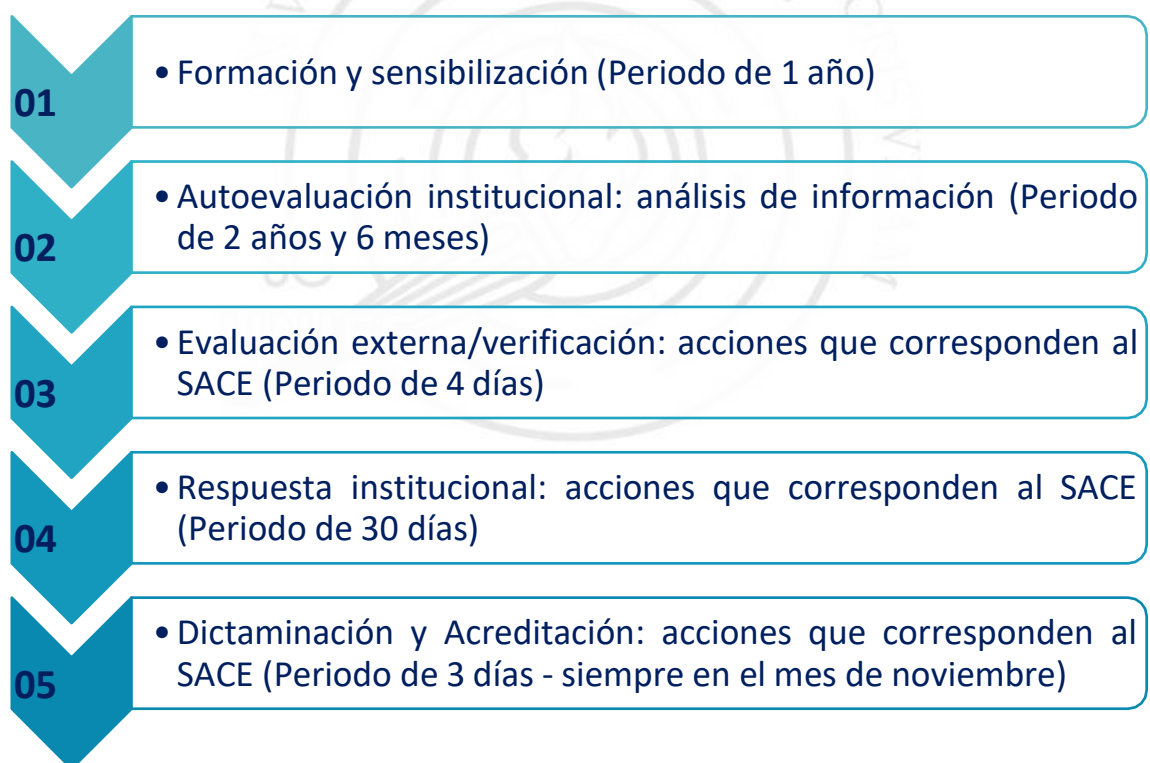 01
• Formación y sensibilización (Periodo de 1 año)
02
• Autoevaluación institucional: análisis de información (Periodo
de 2 años y 6 meses)
03
• Evaluación externa/verificación: acciones que corresponden al
SACE (Periodo de 4 días)
04
• Respuesta institucional: acciones que corresponden al SACE
(Periodo de 30 días)
05
• Dictaminación y Acreditación: acciones que corresponden al
SACE (Periodo de 3 días - siempre en el mes de noviembre)